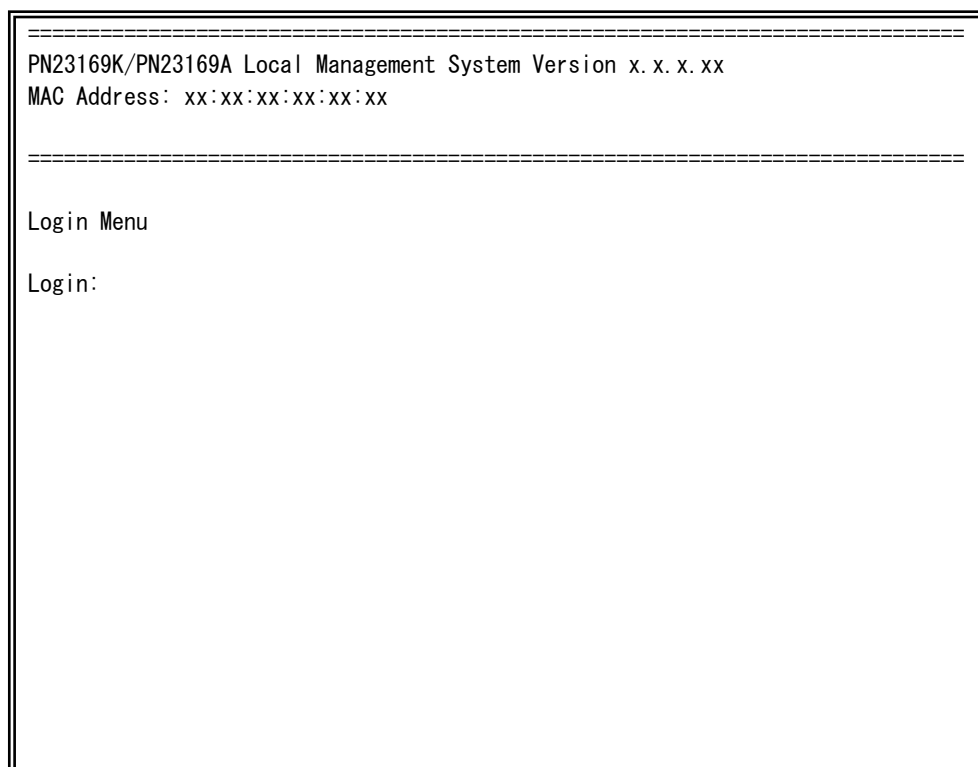 ==============================================================================
PN23169K/PN23169A Local Management System Version x.x.x.xx
MAC Address: xx:xx:xx:xx:xx:xx
==============================================================================
Login Menu
Login: